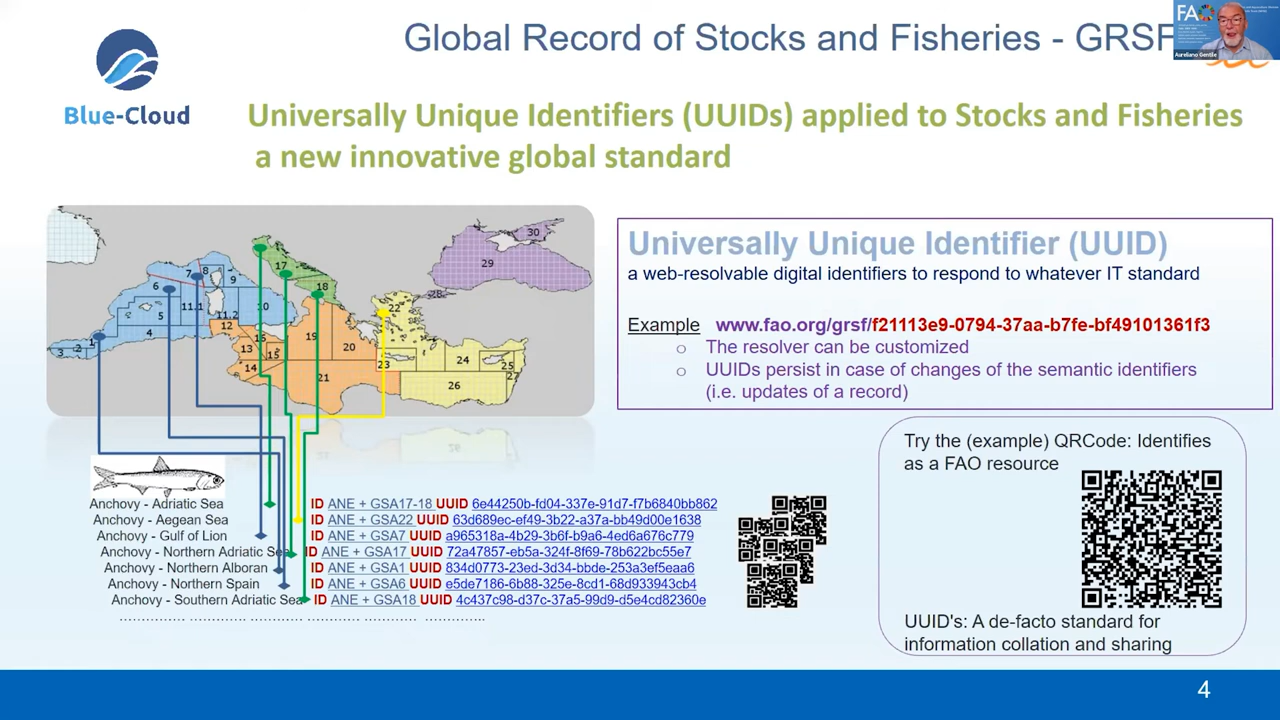 Global Record of Stocks and Fisheries - GRSF
FAO
Aureliano Gentile
Blue-Cloud
Universally Unique Identifiers (UUIDs) applied to Stocks and Fisheries
a new innovative global standard
30
29
28
17
18
7
8
9
6
5
11.1
11.2
10
4
1
2
3
12
16
13
15
14
19
20
21
22
23
24
25
26
27
Universally Unique Identifier (UUID)
a web-resolvable digital identifiers to respond to whatever IT standard
Example www.fao.org/grsf/f21113e9-0794-37aa-b7fe-bf49101361f3
The resolver can be customized
UUIDs persist in case of changes of the semantic identifiers
(i.e. updates of a record)
Try the (example) QRCode: Identifies
as a FAO resource
UUID's: A de-facto standard for
information collation and sharing
Anchovy - Adriatic Sea ID ANE + GSA17-18 UUID 6e44250b-fd04-337e-91d7-f7b6840bb862
Anchovy - Aegean Sea ID ANE + GSA22 UUID 63d689ec-ef49-3b22-a37a-bb49d00e1638
Anchovy - Gulf of Lion ID ANE + GSA7 UUID a965318a-4b29-3b6f-b9a6-4ed6a676c779
Anchovy - Northern Adriatic Sea ID ANE + GSA17 UUID 72a47857-eb5a-324f-8f69-78b622bc55e7
Anchovy - Northern Alboran ID ANE + GSA1 UUID 834d0773-23ed-3d34-bbde-253a3ef5eaa6
Anchovy - Northern Spain ID ANE + GSA6 UUID e5de7186-6b88-325e-8cd1-68d933943cb4
Anchovy - Southern Adriatic Sea ID ANE + GSA18 UUID 4c437c98-d37c-37a5-99d9-d5e4cd82360e
4